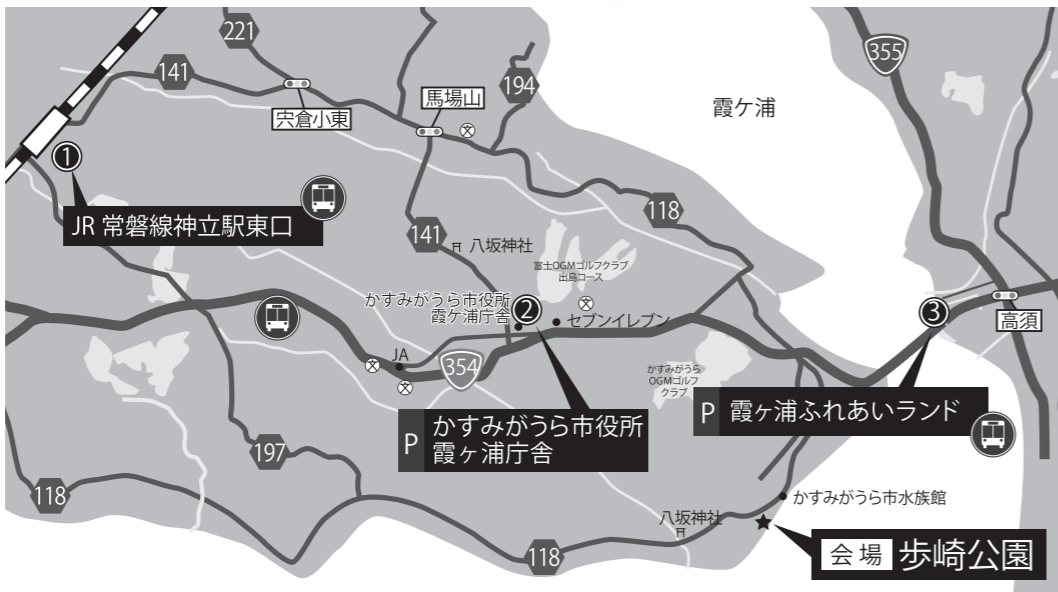 221
355
141
194
馬場山
霞ケ浦
宍倉小東
①
JR 常磐線神立駅東口
118
141
八坂神社
富士OGMゴルフクラブ
出島コース
かすみがうら市役所
霞ケ浦庁舎
②
セブンイレブン
③
高須
JA
354
かすみがうら
OGMゴルフ
クラブ
P かすみがうら市役所
霞ヶ浦庁舎
P 霞ヶ浦ふれあいランド
197
118
かすみがうら市水族館
八坂神社
118
会場 歩崎公園